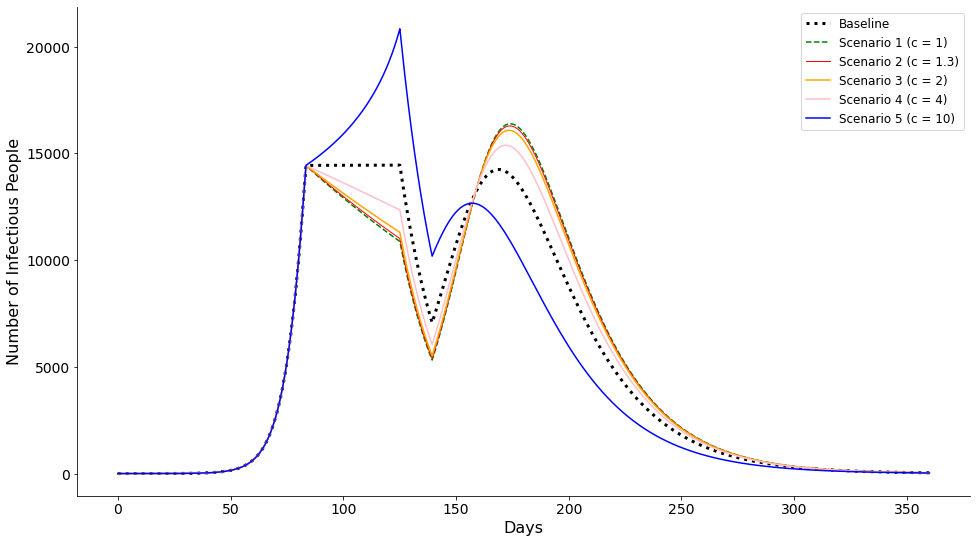 Number of Infectious People
20000
15000
10000
5000
0
0 50 100 150 200 250 300 350
Days
Baseline
Scenario 1 (c = 1)
Scenario 2 (c = 1.3)
Scenario 3 (c = 2)
Scenario 4 (c = 4)
Scenario 5 (c = 10)